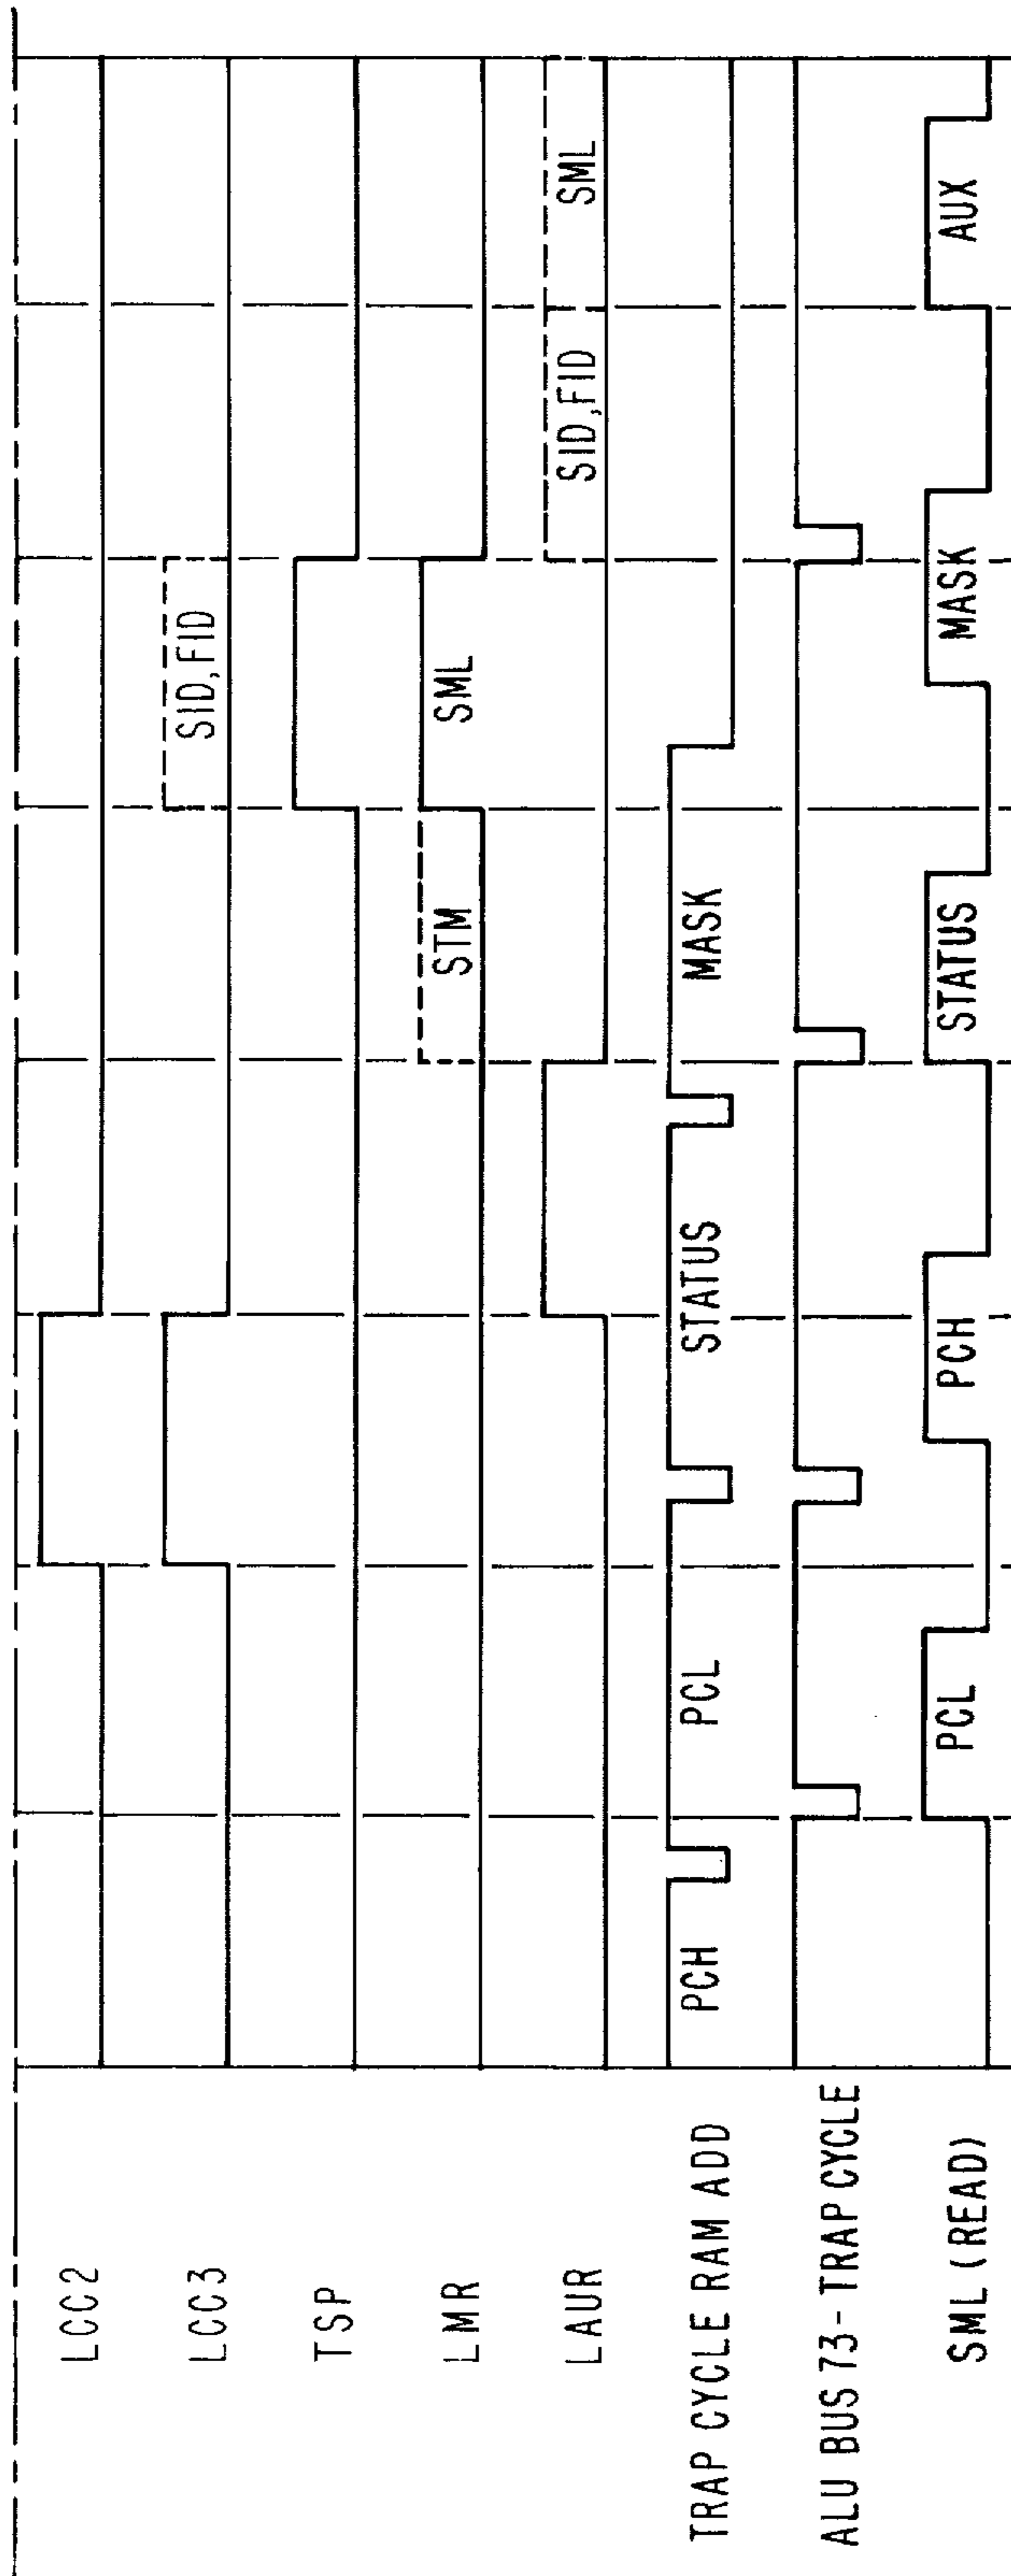 LCC2
LCC3
SID,FID
TSP
LMR
STM
SML
LAUR
SID,FID
SML
TRAP CYCLE RAM ADD
PCH
PCL
STATUS
MASK
ALU BUS 73 - TRAP CYCLE
SML (READ)
PCL
PCH
STATUS
MASK
AUX